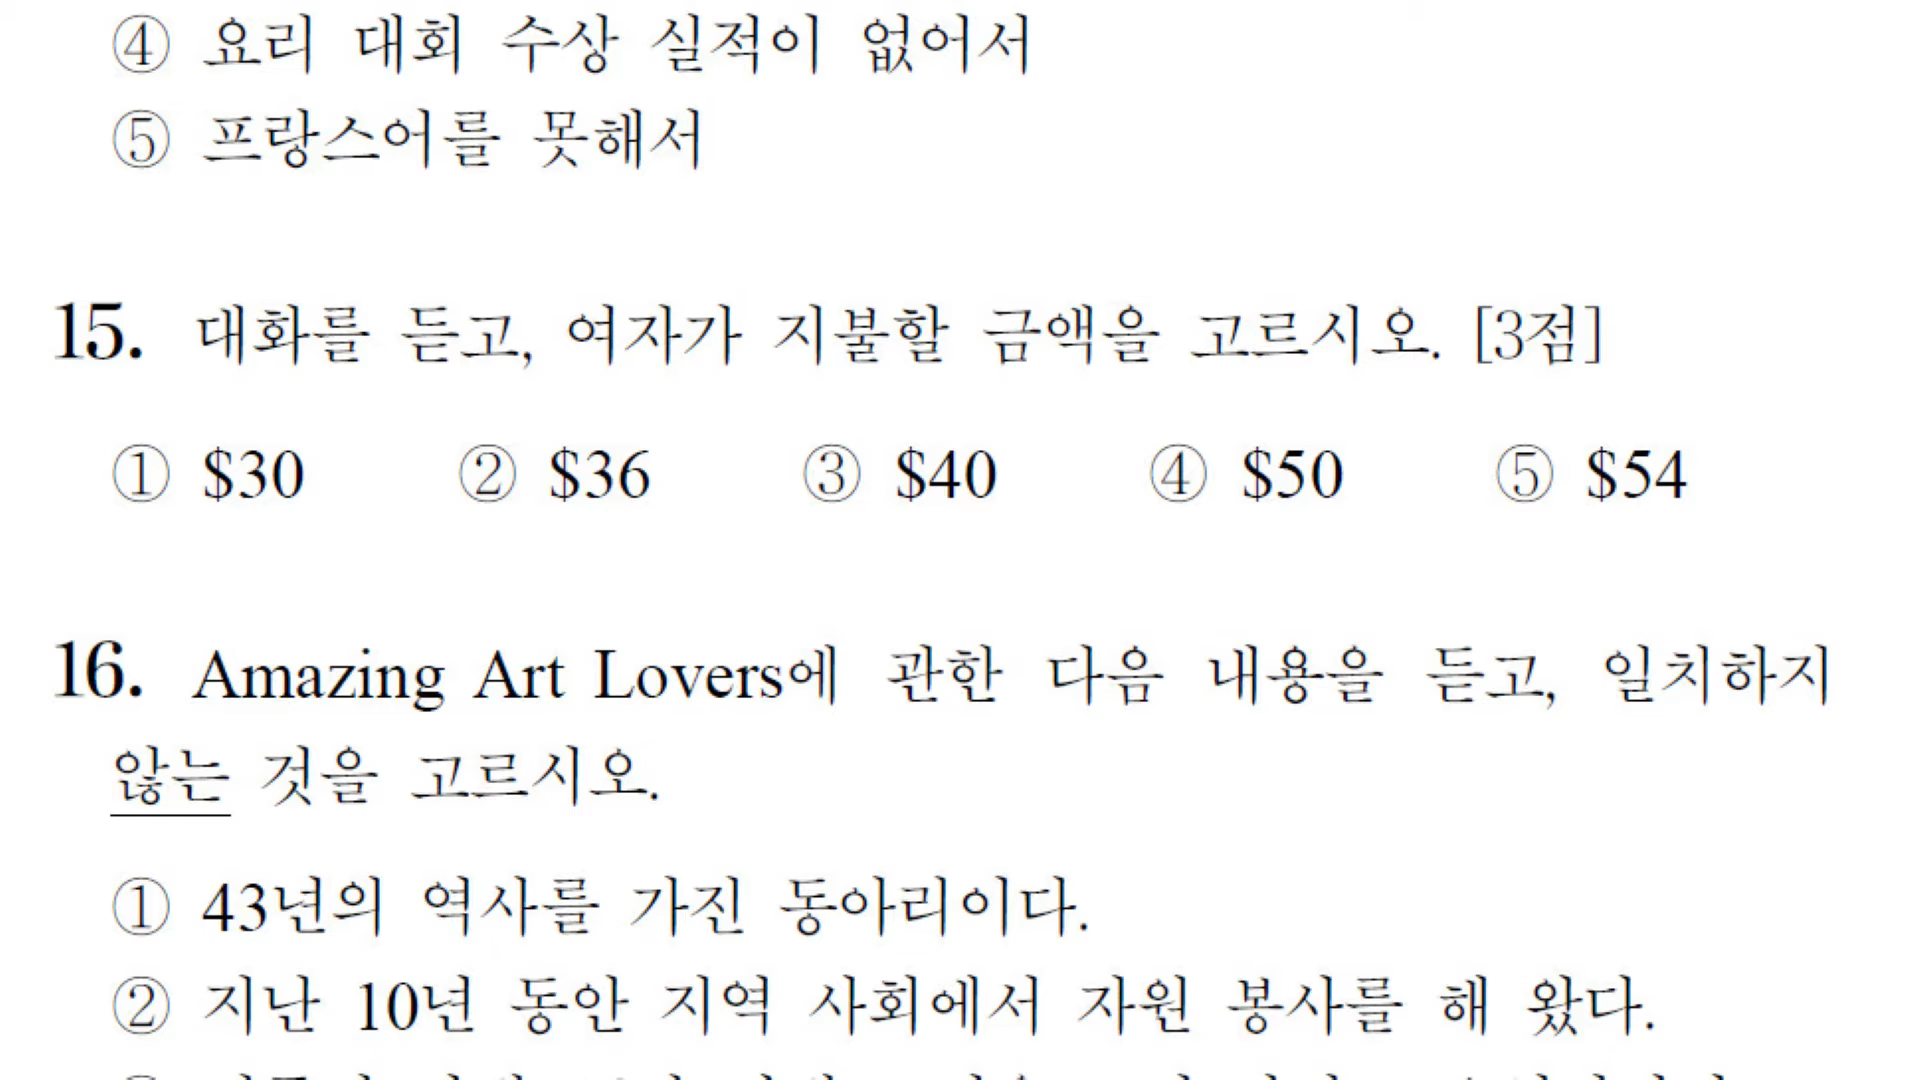 ④ 요리 대회 수상 실적이 없어서
⑤ 프랑스어를 못해서
15. 대화를 듣고, 여자가 지불할 금액을 고르시오. [3점]
① $30 ② $36 ③ $40 ④ $50 ⑤ $54
16. Amazing Art Lovers에 관한 다음 내용을 듣고, 일치하지
않는 것을 고르시오.
① 43년의 역사를 가진 동아리이다.
② 지난 10년 동안 지역 사회에서 자원 봉사를 해 왔다.